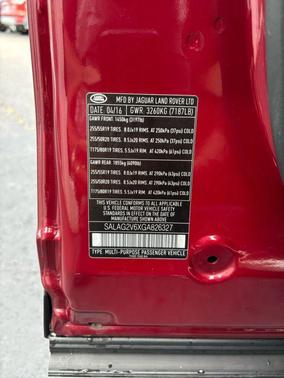 LAND ROVER
MFD BY JAGUAR LAND ROVER LTD
DATE: 04/16 GWR: 3260KG (7187LB)
GAWR FRONT: 1450kg (3197lb)
255/55R19 TIRES. 8.0Jx19 RIMS. AT 250kPa (37psi) COLD
255/50R20 TIRES. 8.5Jx20 RIMS. AT 250kPa (37psi) COLD
T175/80R19 TIRES. 5.5Jx19 RIM. AT 420kPa (61psi) COLD
GAWR REAR: 1855kg (4090lb)
255/55R19 TIRES. 8.0Jx19 RIMS. AT 290kPa (42psi) COLD
255/50R20 TIRES. 8.5Jx20 RIMS. AT 290kPa (42psi) COLD
T175/80R19 TIRES. 5.5Jx19 RIM. AT 420kPa (61psi) COLD
THIS VEHICLE CONFORMS TO ALL APPLICABLE
U.S. FEDERAL MOTOR VEHICLE SAFETY STANDARDS
IN EFFECT ON THE DATE OF MANUFACTURE
SHOWN ABOVE
SALAG2V6XGA826327
TYPE: MULTI-PURPOSE PASSENGER VEHICLE